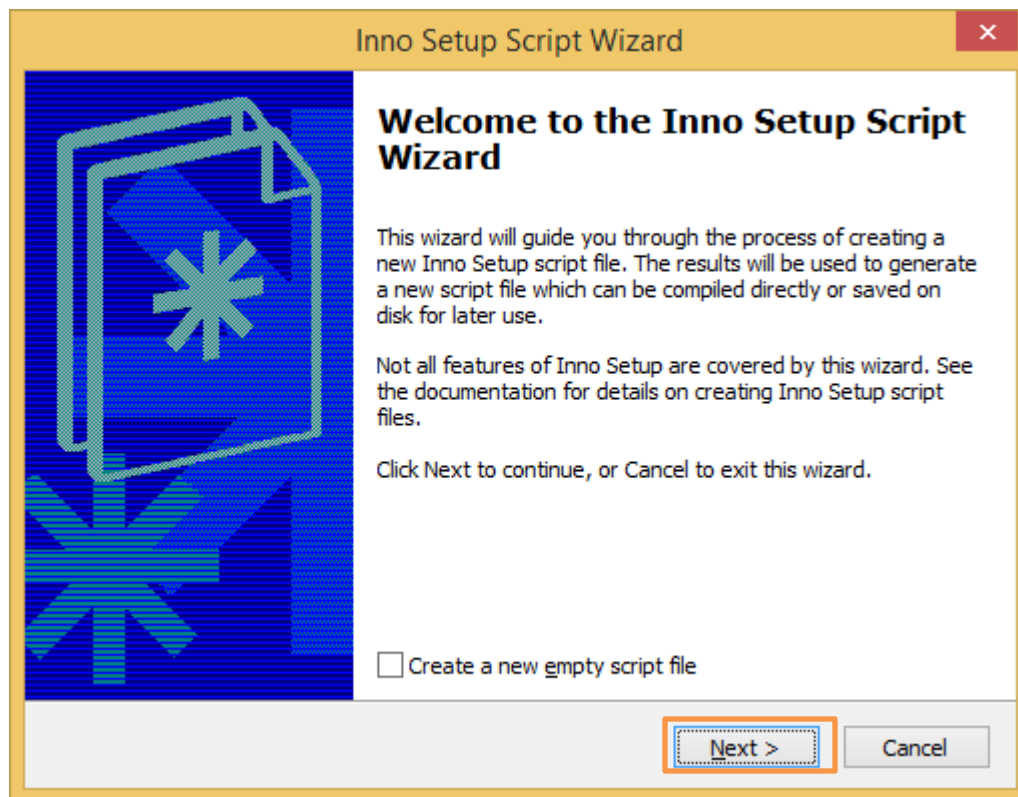 Inno Setup Script Wizard
Welcome to the Inno Setup Script
Wizard
This wizard will guide you through the process of creating a
new Inno Setup script file. The results will be used to generate
a new script file which can be compiled directly or saved on
disk for later use.
Not all features of Inno Setup are covered by this wizard. See
the documentation for details on creating Inno Setup script
files.
Click Next to continue, or Cancel to exit this wizard.
Create a new empty script file
Next >
Cancel